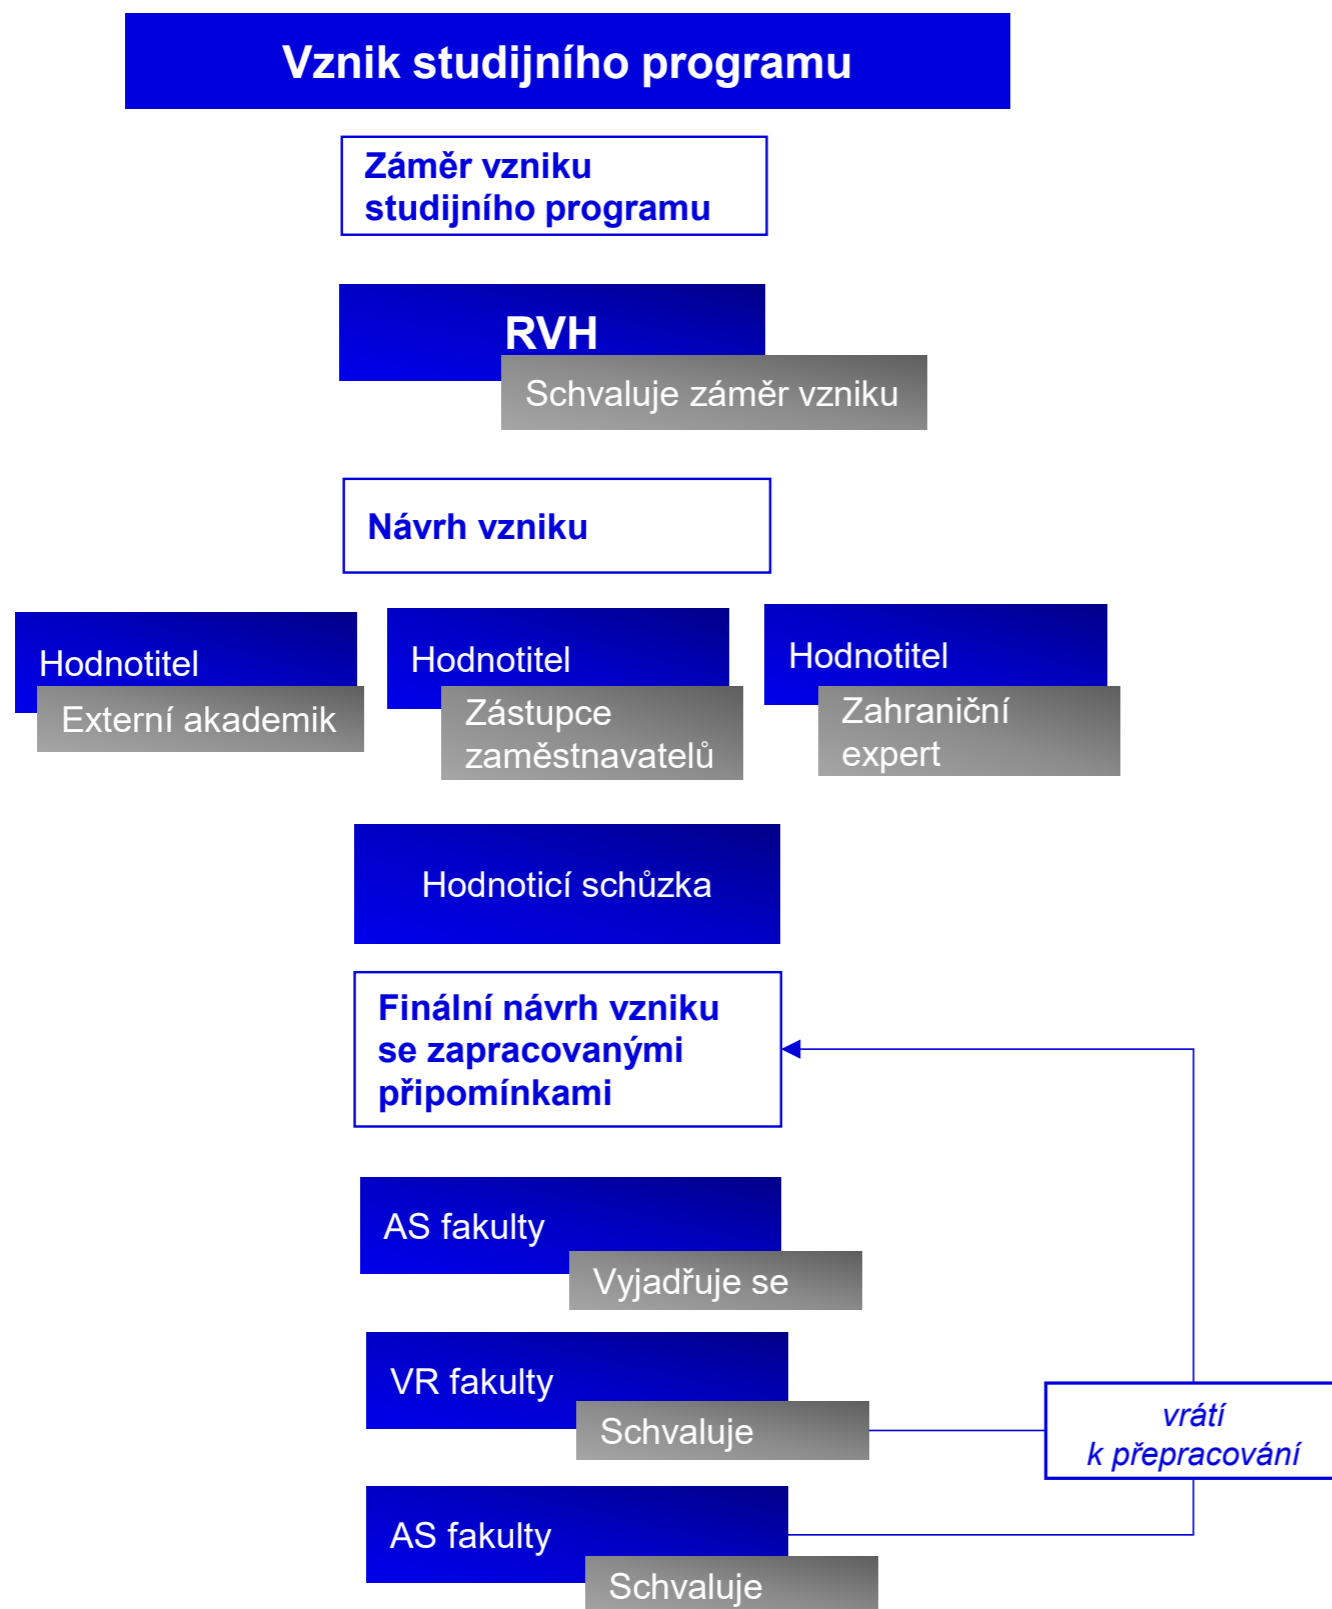 Vznik studijního programu
Záměr vzniku
studijního programu
RVH
Schvaluje záměr vzniku
Návrh vzniku
Hodnotitel
Externí akademik
Hodnotitel
Zástupce
zaměstnavatelů
Hodnotitel
Zahraniční
expert
Hodnoticí schůzka
Finální návrh vzniku
se zapracovanými
připomínkami
AS fakulty
Vyjadřuje se
VR fakulty
Schvaluje
vrátí
k přepracování
AS fakulty
Schvaluje